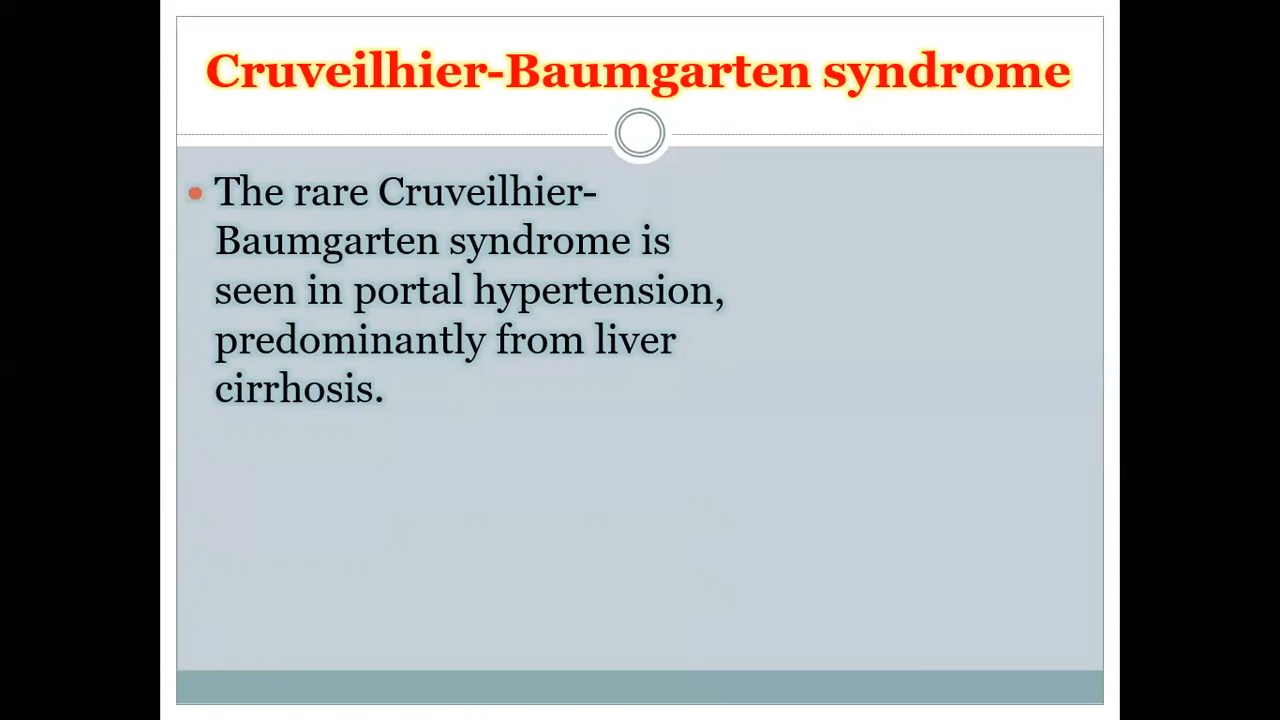 Cruveilhier-Baumgarten syndrome
The rare Cruveilhier-
Baumgarten syndrome is
seen in portal hypertension,
predominantly from liver
cirrhosis.